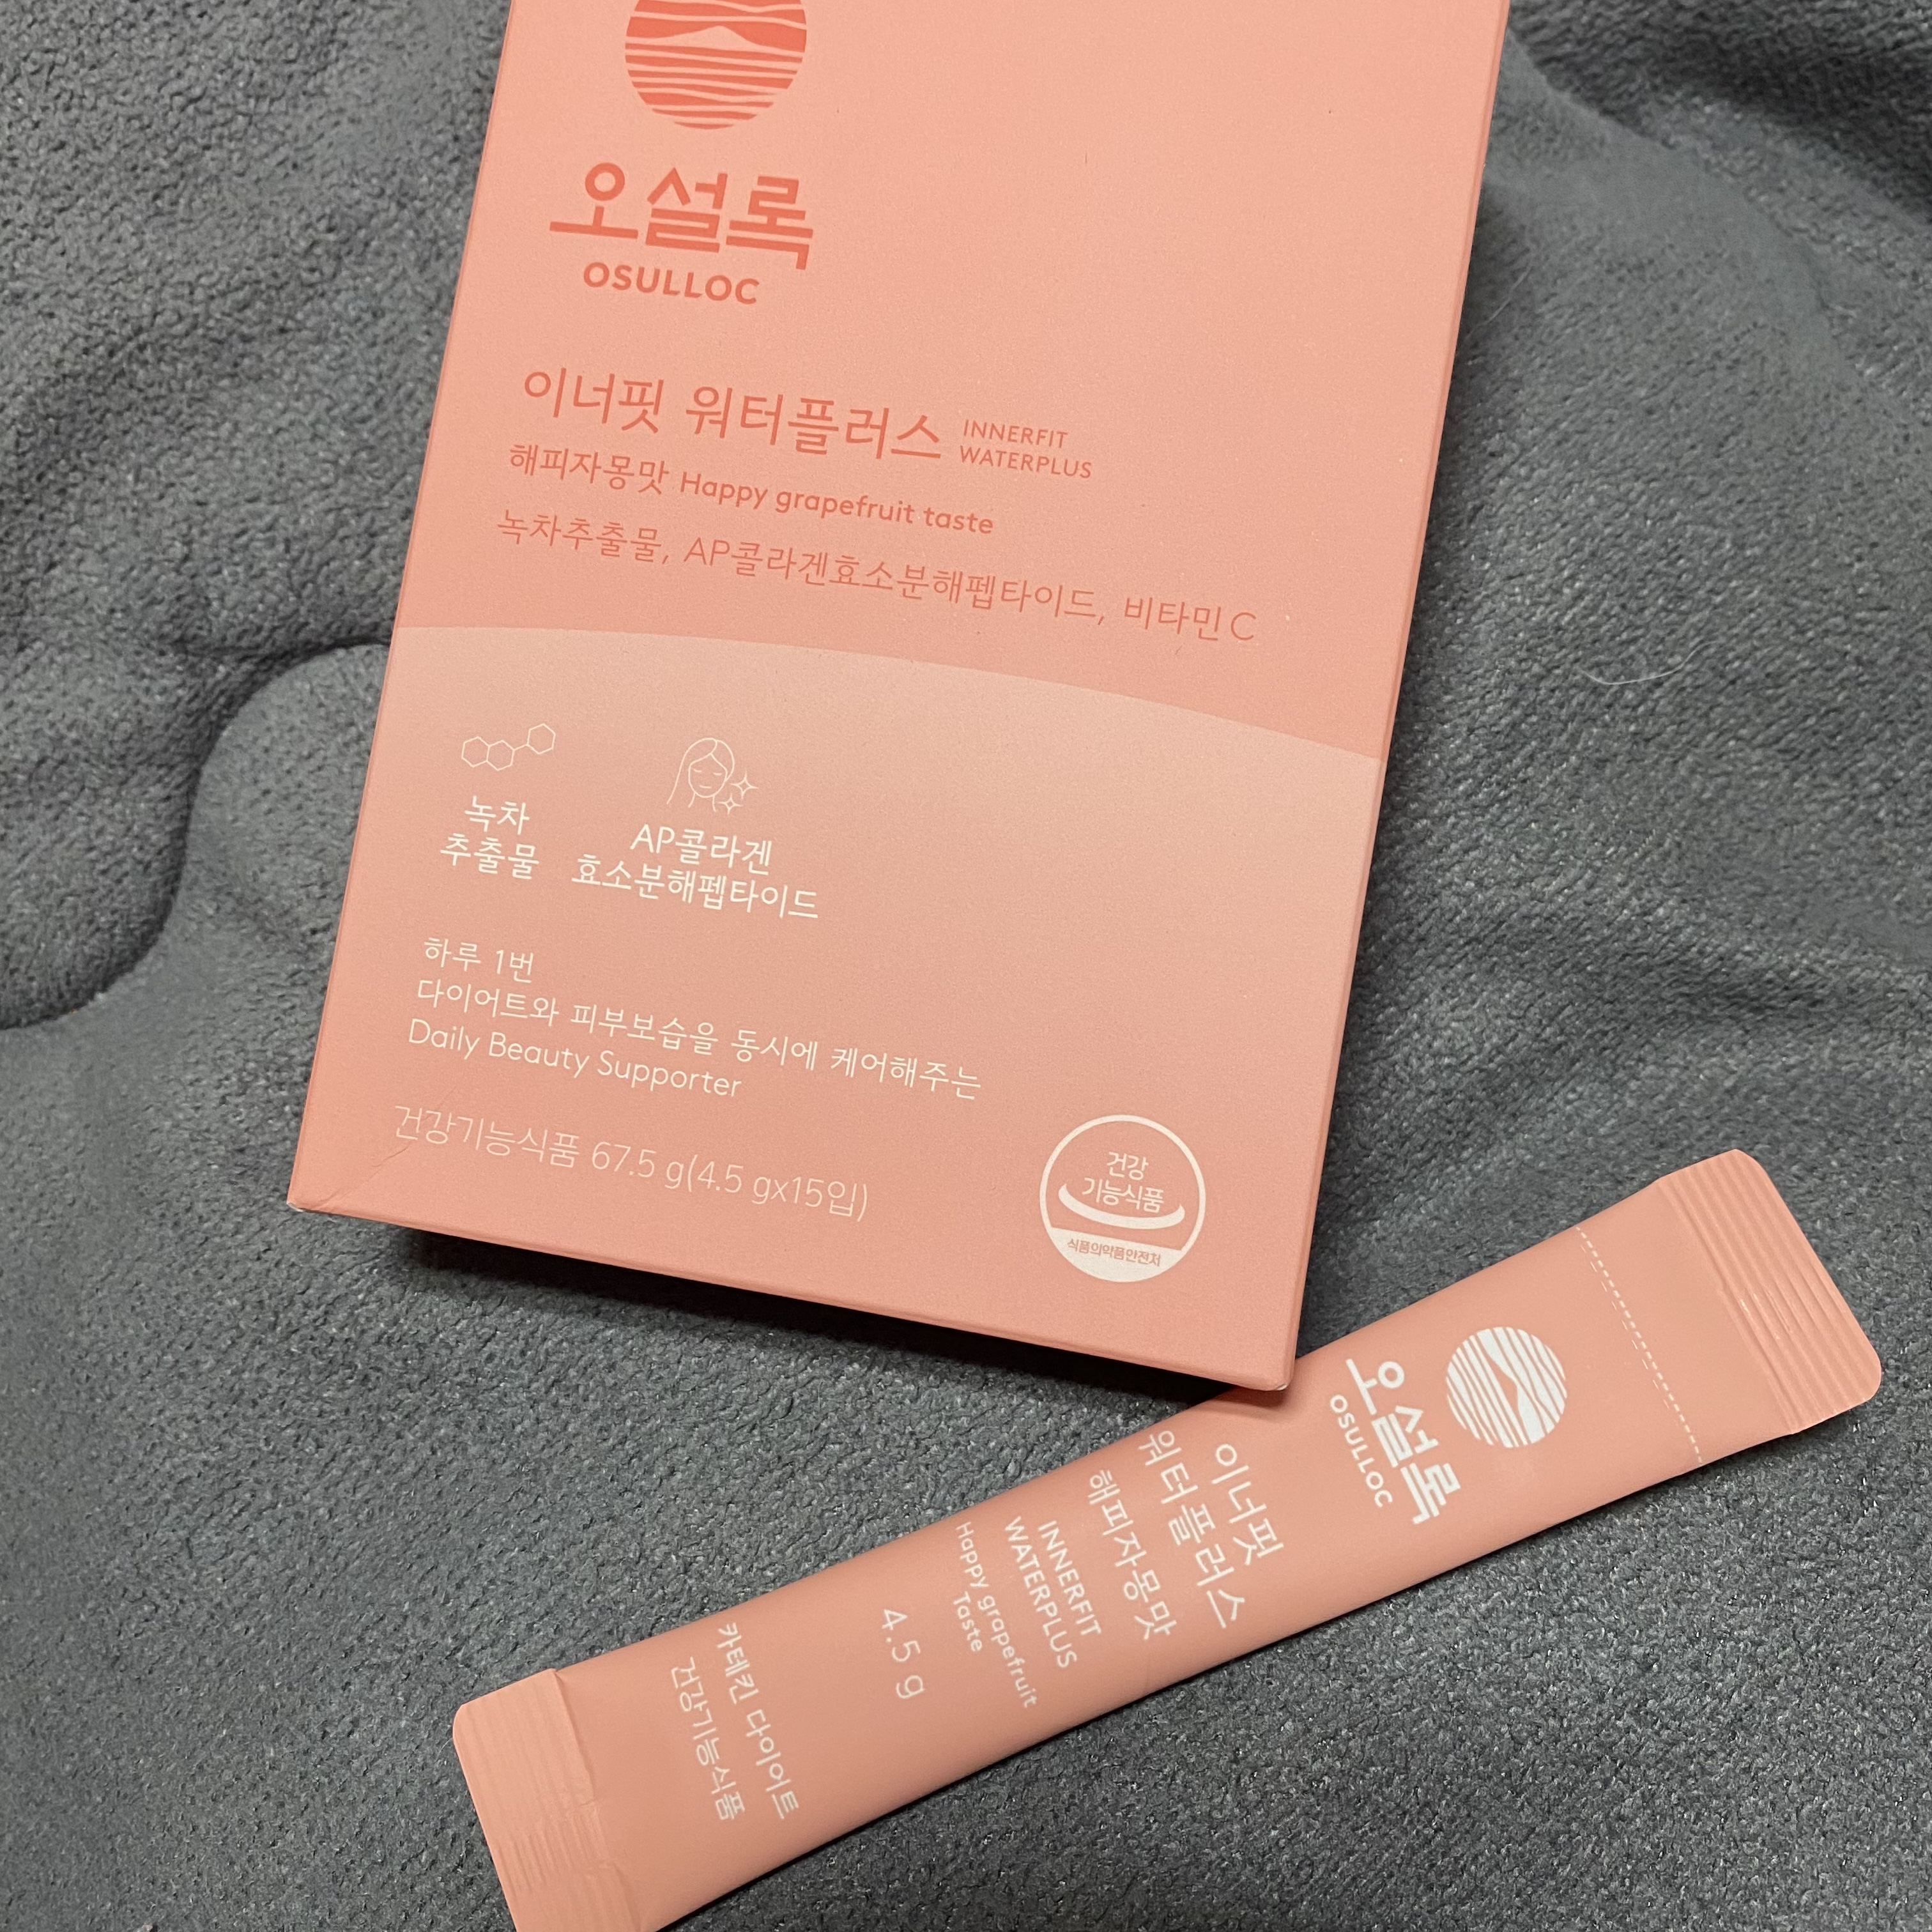 오설록
OSULLOC
이너핏 워터플러스 INNERFIT WATERPLUS
해피자몽맛 Happy grapefruit taste
녹차추출물, AP콜라겐효소분해펩타이드, 비타민 C
녹차
추출물
AP콜라겐
효소분해펩타이드
하루 1번
다이어트와 피부보습을 동시에 케어해주는
Daily Beauty Supporter
건강기능식품 67.5 g(4.5 gx15입)
건강
기능식품
식품의약품안전처
오설록
OSULLOC
이너핏
워터플러스
해피자몽맛
INNERFIT
WATERPLUS
Happy grapefruit
Taste
4.5 g
카테킨 다이어트
건강기능식품